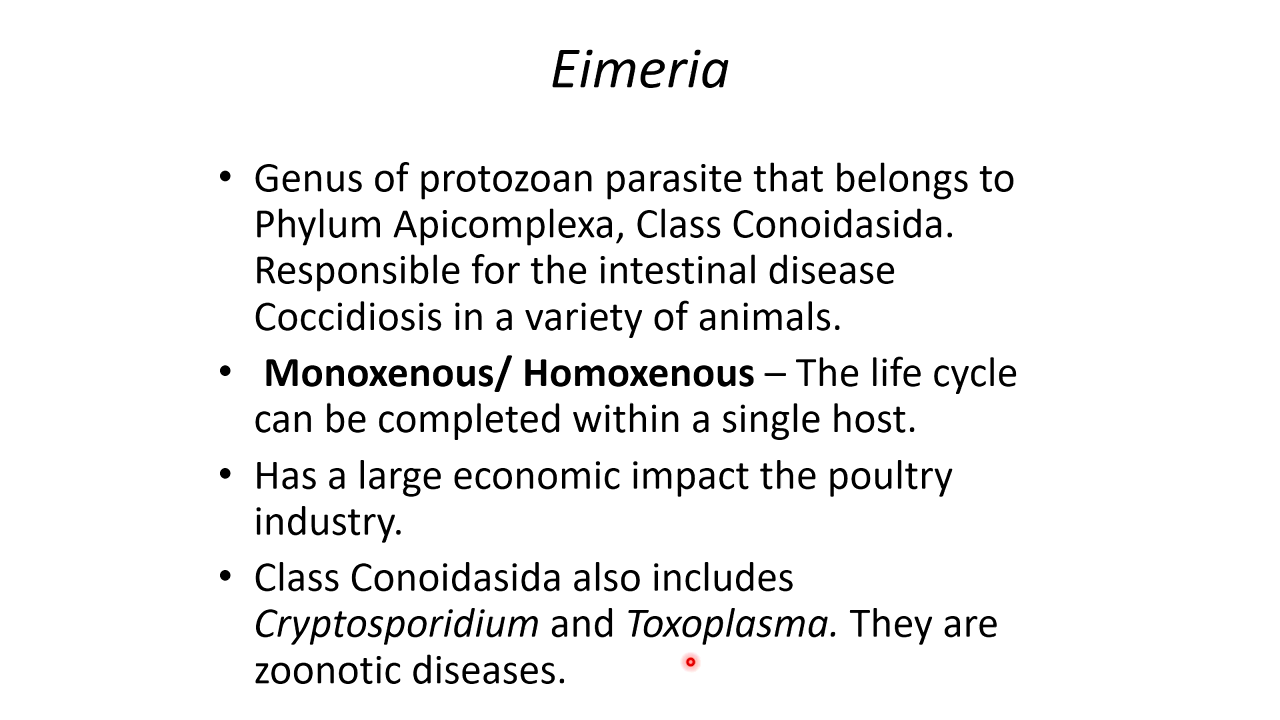 Eimeria
• Genus of protozoan parasite that belongs to
Phylum Apicomplexa, Class Conoidasida.
Responsible for the intestinal disease
Coccidiosis in a variety of animals.
• Monoxenous/ Homoxenous – The life cycle
can be completed within a single host.
• Has a large economic impact the poultry
industry.
• Class Conoidasida also includes
Cryptosporidium and Toxoplasma. They are
zoonotic diseases.